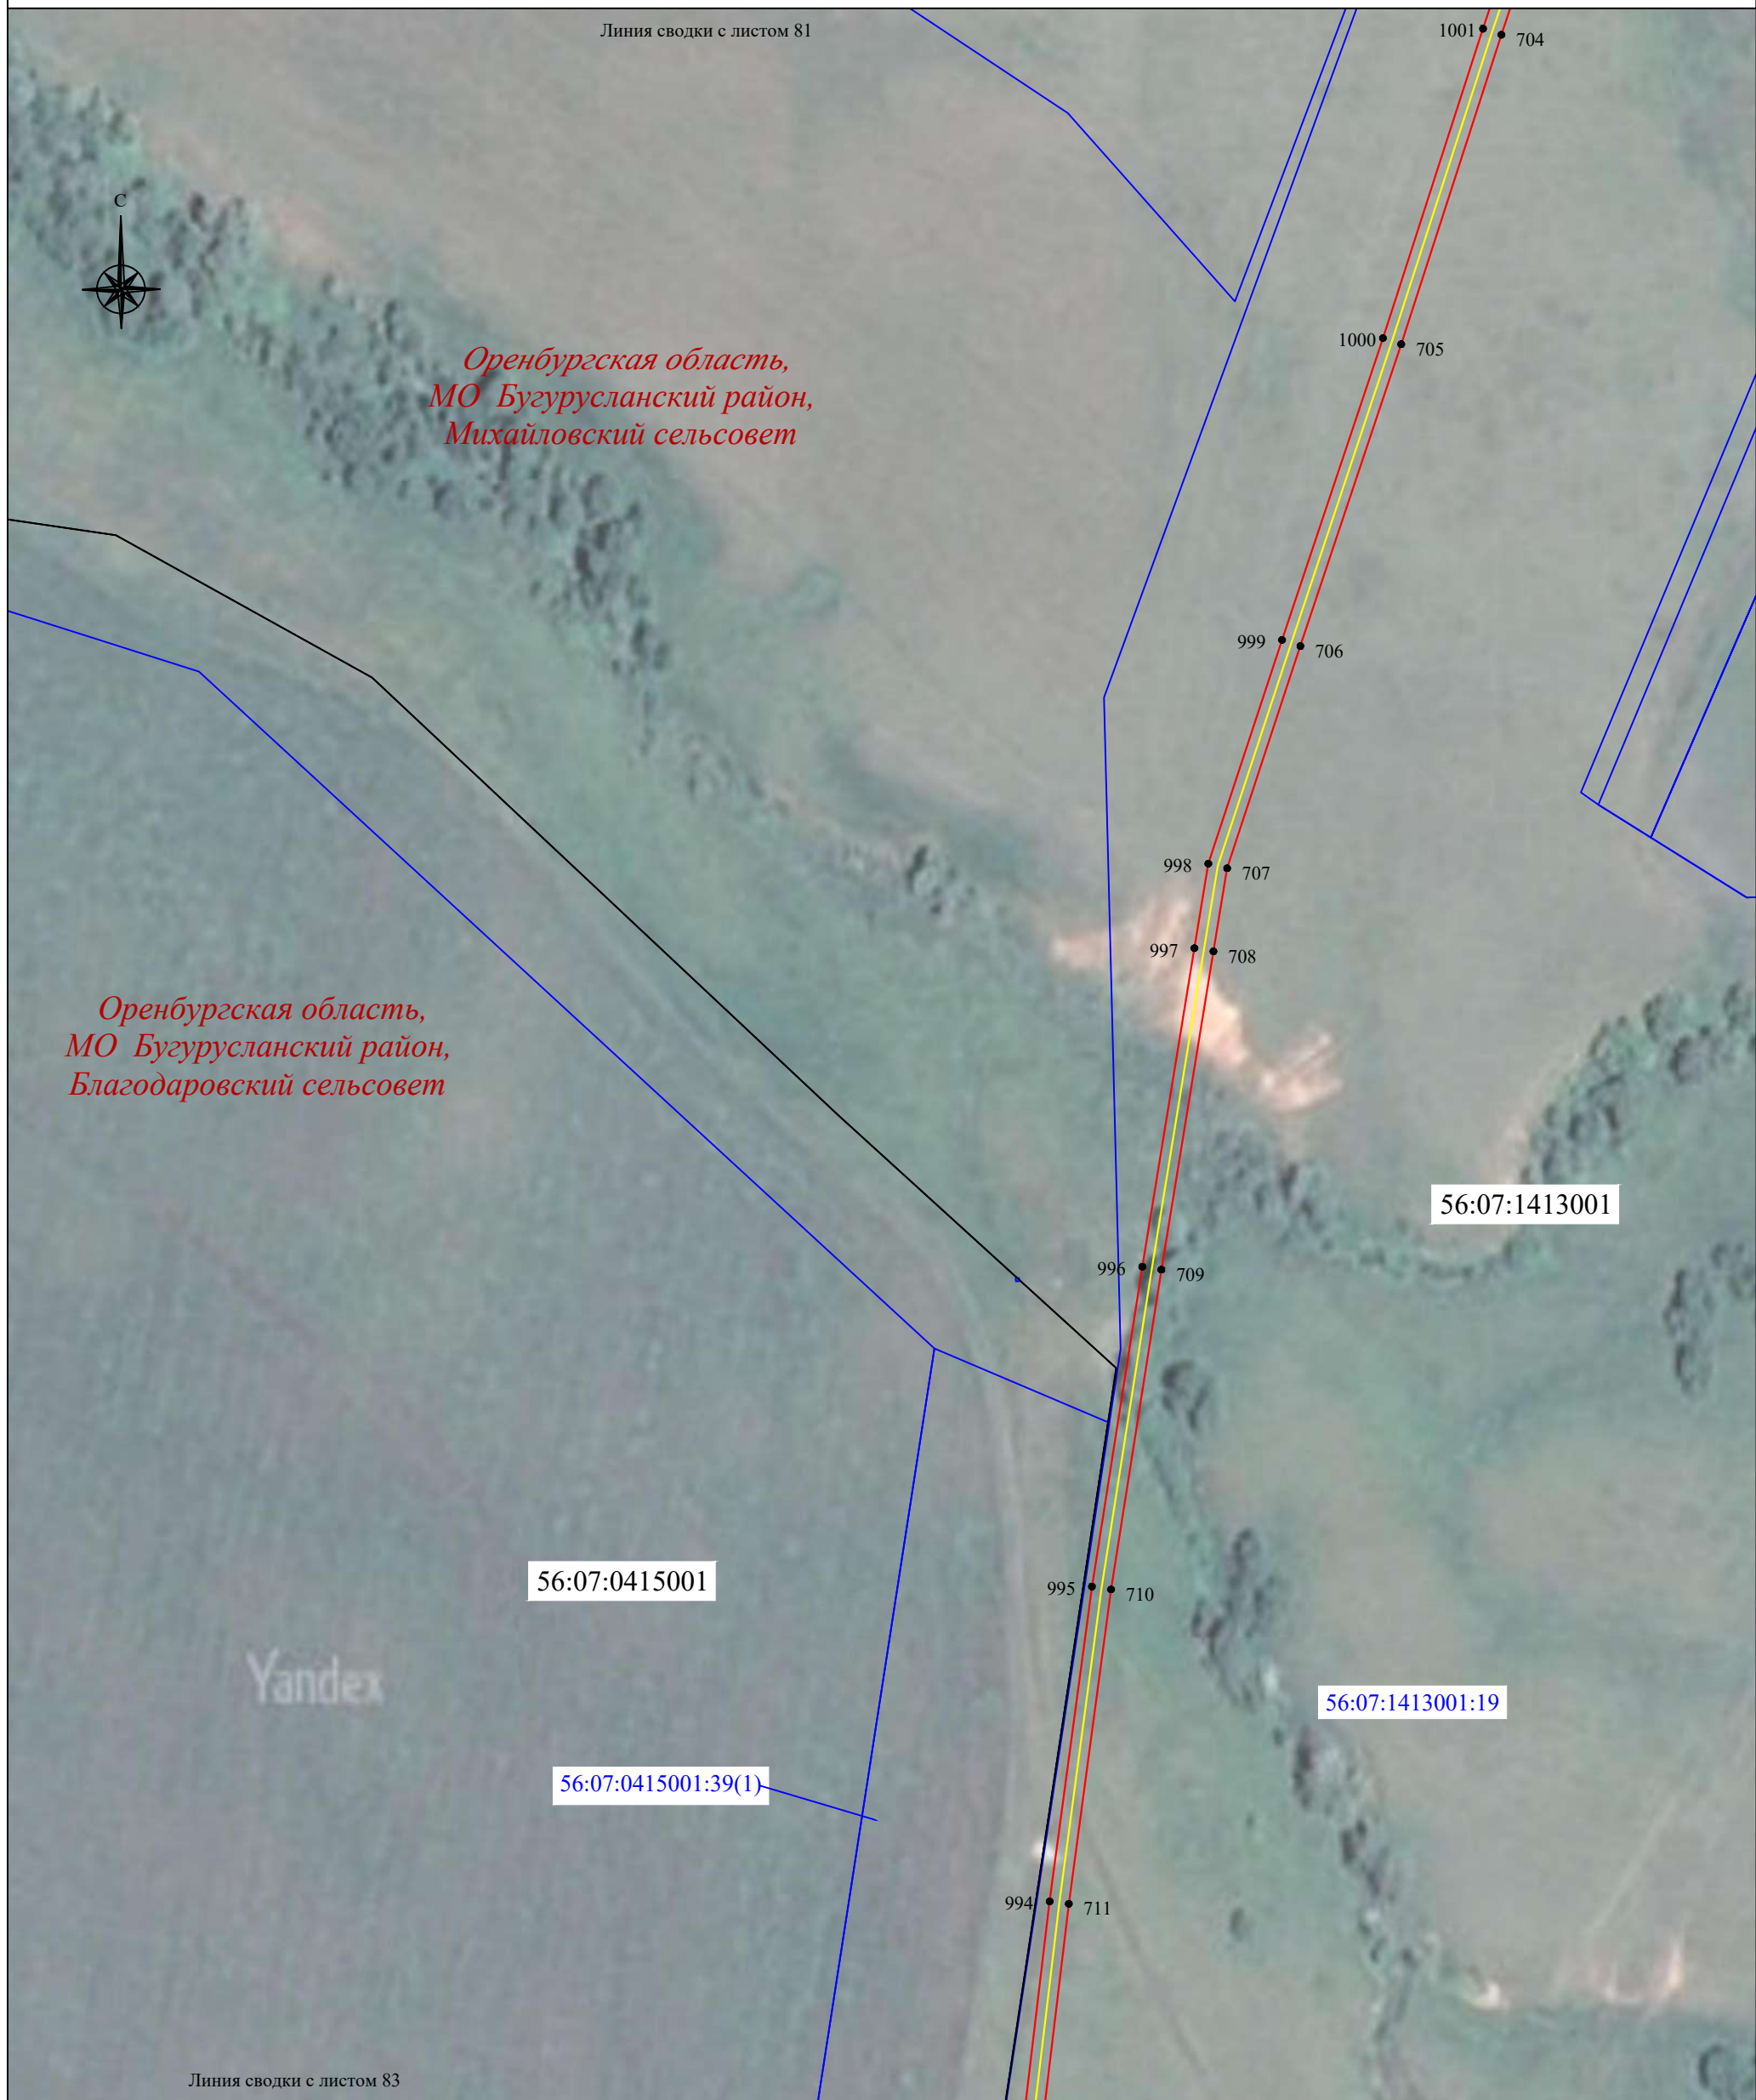 Линия сводки с листом 81
1001
704
С
1000
705
Оренбургская область,
МО Бугурусланский район,
Михайловский сельсовет
999
706
998
707
997
708
Оренбургская область,
МО Бугурусланский район,
Благодаровский сельсовет
56:07:1413001
996
709
56:07:0415001
995
710
Yandex
56:07:1413001:19
56:07:0415001:39(1)
994
711
Линия сводки с листом 83